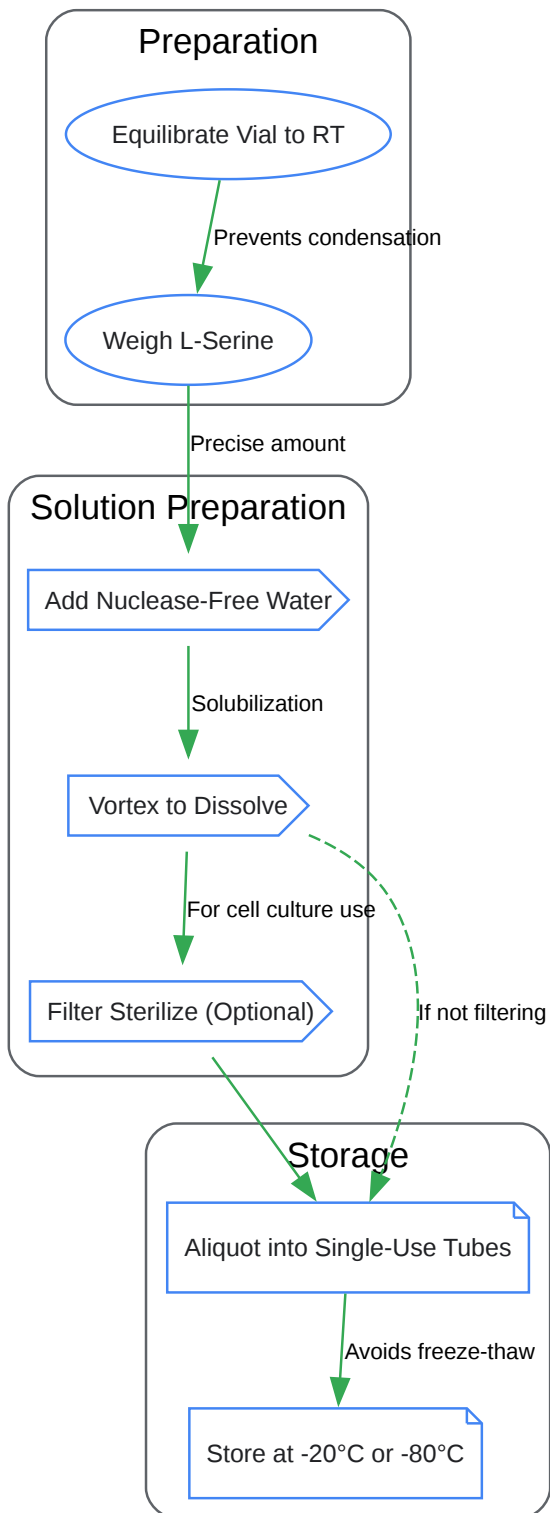 Preparation
Equilibrate Vial to RT
Prevents condensation
Weigh L-Serine
Precise amount
Solution Preparation
Add Nuclease-Free Water
Solubilization
Vortex to Dissolve
For cell culture use
Filter Sterilize (Optional)
If not filtering
Storage
Aliquot into Single-Use Tubes
Avoids freeze-thaw
Store at -20°C or -80°C